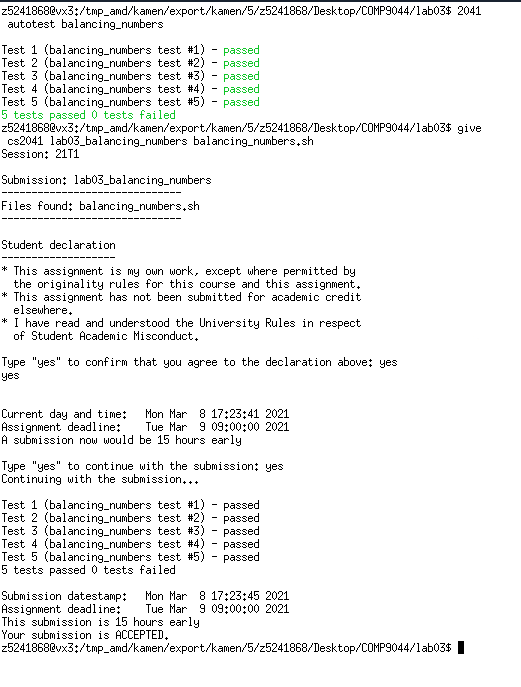 z5241868@vx3:/tmp_amd/kamen/export/kamen/5/z5241868/Desktop/COMP9044/lab03$ 2041
 autotest balancing_numbers
Test 1 (balancing_numbers test #1) - passed
Test 2 (balancing_numbers test #2) - passed
Test 3 (balancing_numbers test #3) - passed
Test 4 (balancing_numbers test #4) - passed
Test 5 (balancing_numbers test #5) - passed
5 tests passed 0 tests failed
z5241868@vx3:/tmp_amd/kamen/export/kamen/5/z5241868/Desktop/COMP9044/lab03$ give
 cs2041 lab03_balancing_numbers balancing_numbers.sh
Session: 21T1
Submission: lab03_balancing_numbers
------------------------------
Files found: balancing_numbers.sh
------------------------------
Student declaration
-------------------
* This assignment is my own work, except where permitted by
  the originality rules for this course and this assignment.
* This assignment has not been submitted for academic credit
  elsewhere.
* I have read and understood the University Rules in respect
  of Student Academic Misconduct.
Type "yes" to confirm that you agree to the declaration above: yes
yes
Current day and time:   Mon Mar  8 17:23:41 2021
Assignment deadline:    Tue Mar  9 09:00:00 2021
A submission now would be 15 hours early
Type "yes" to continue with the submission: yes
Continuing with the submission...
Test 1 (balancing_numbers test #1) - passed
Test 2 (balancing_numbers test #2) - passed
Test 3 (balancing_numbers test #3) - passed
Test 4 (balancing_numbers test #4) - passed
Test 5 (balancing_numbers test #5) - passed
5 tests passed 0 tests failed
Submission datestamp:   Mon Mar  8 17:23:45 2021
Assignment deadline:    Tue Mar  9 09:00:00 2021
This submission is 15 hours early
Your submission is ACCEPTED.
z5241868@vx3:/tmp_amd/kamen/export/kamen/5/z5241868/Desktop/COMP9044/lab03$